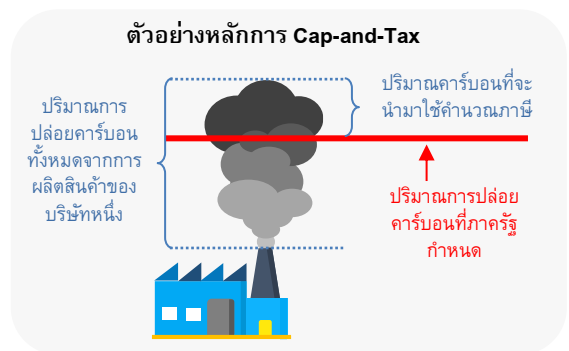 ตัวอย่างหลักการ Cap-and-Tax
ปริมาณการ
ปล่อยคาร์บอน
ทั้งหมดจากการ
ผลิตสินค้าของ
บริษัทหนึ่ง
ปริมาณคาร์บอนที่จะ
นำมาใช้คำนวณภาษี
ปริมาณการปล่อย
คาร์บอนที่ภาครัฐ
กำหนด